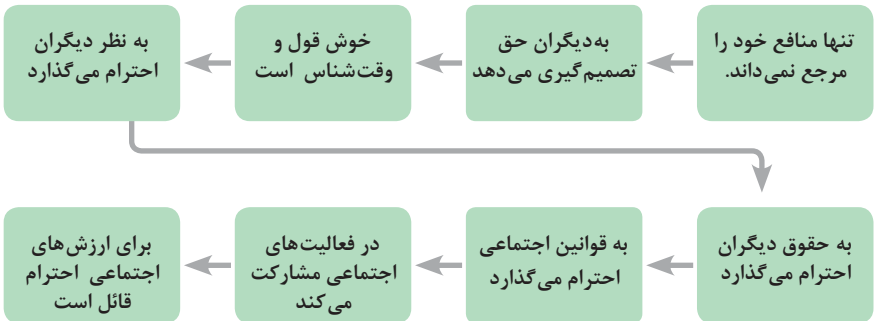 تنها منافع خود را
مرجع نمی‌داند.
به‌دیگران حق
تصمیم‌گیری می‌دهد
خوش قول و
وقت‌شناس است
به نظر دیگران
احترام می‌گذارد
به حقوق دیگران
احترام می‌گذارد
به قوانین اجتماعی
احترام می‌گذارد
در فعالیت‌های
اجتماعی مشارکت
می‌کند
برای ارزش‌های
اجتماعی احترام
قائل است